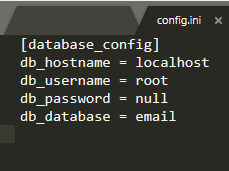 config.ini
[database_config]
db_hostname = localhost
db_username = root
db_password = null
db_database = email